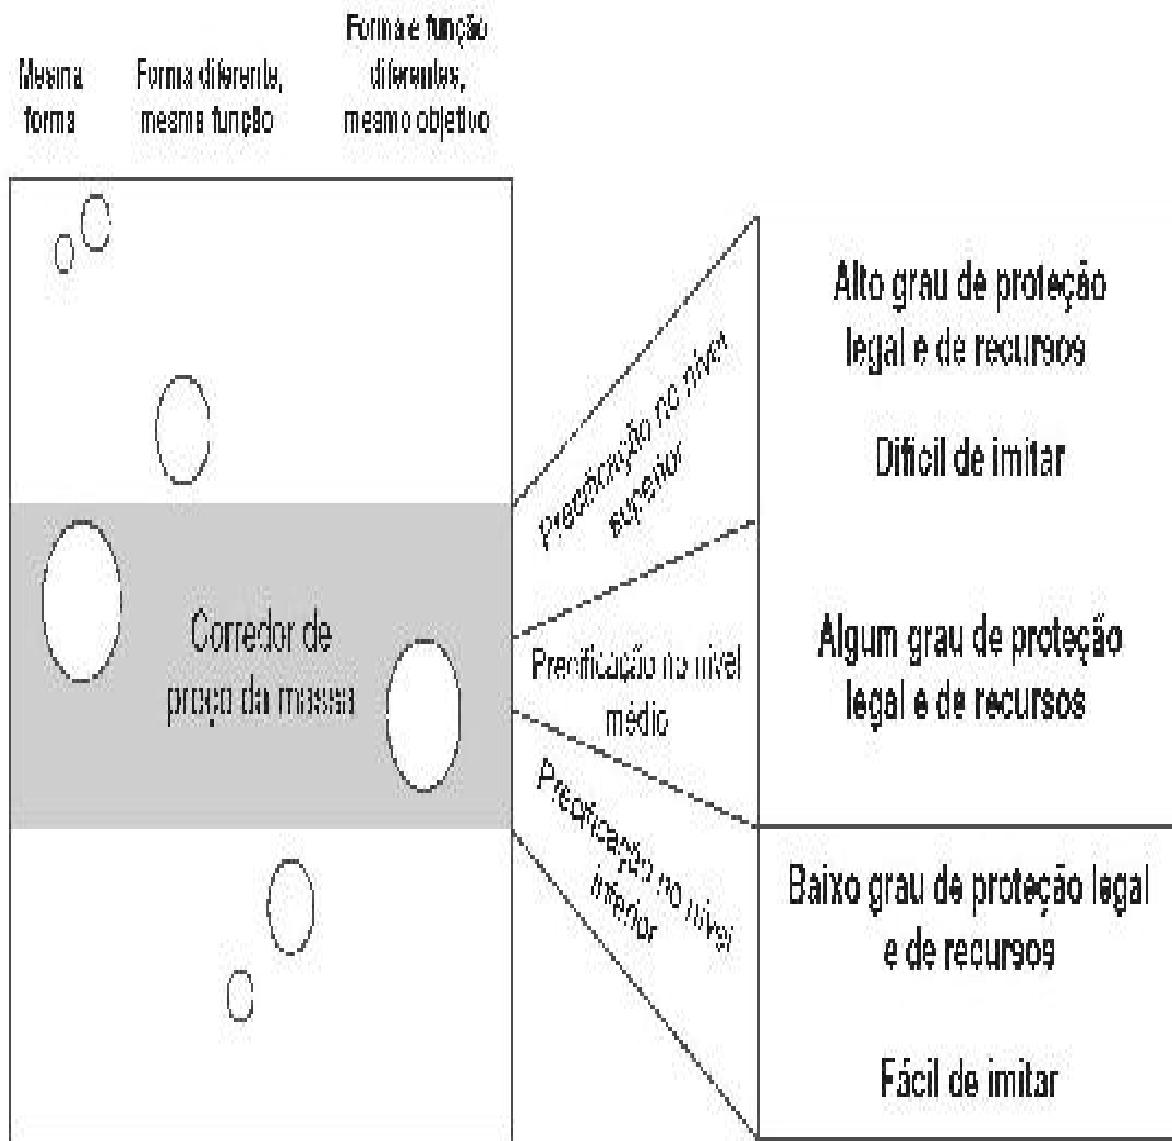 Mesma
forma
Forma diferente,
mesma função
Forma e função
diferentes,
mesmo objetivo
Corredor de
preço da massa
Precificação no nível
superior
Precificação no nível
médio
Precificação no nível
inferior
Alto grau de proteção
legal e de recursos
Difícil de imitar
Algum grau de proteção
legal e de recursos
Baixo grau de proteção legal
e de recursos
Fácil de imitar